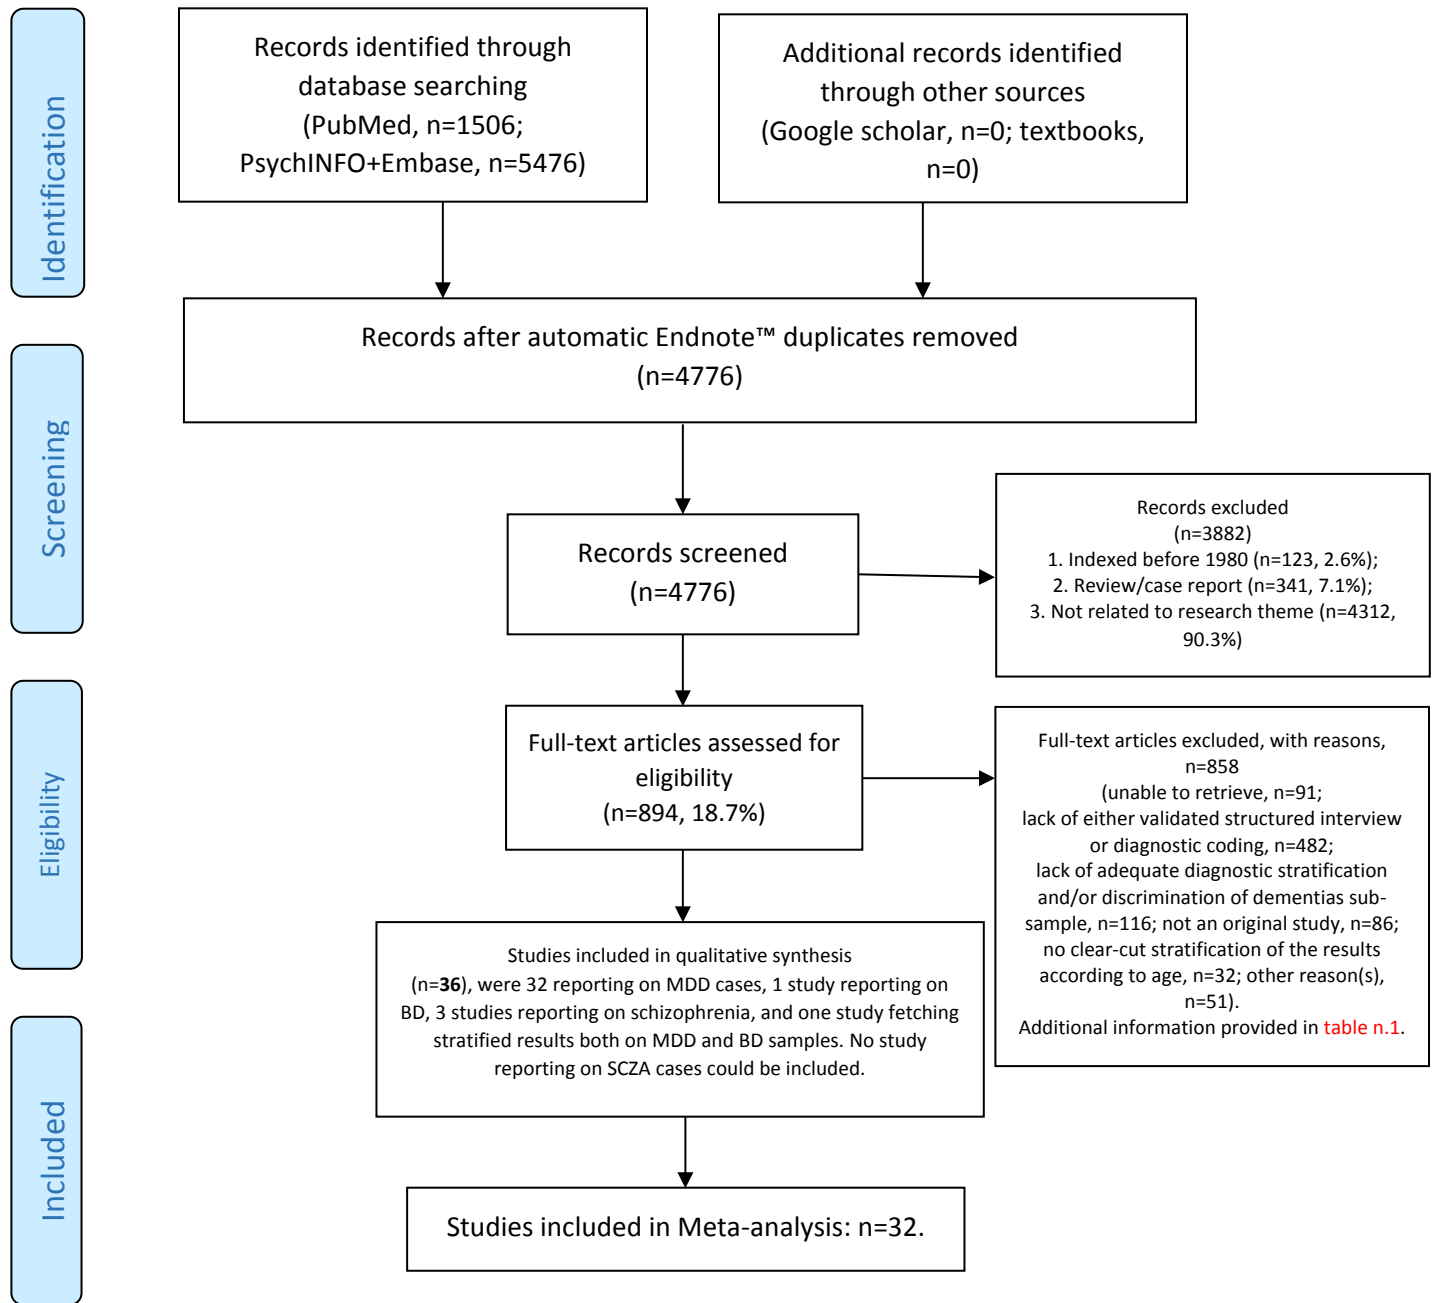 Identification
Records identified through
database searching
(PubMed, n=1506;
PsychINFO+Embase, n=5476)
Additional records identified
through other sources
(Google scholar, n=0; textbooks,
n=0)
Records after automatic Endnote™ duplicates removed
(n=4776)
Screening
Records screened
(n=4776)
Records excluded
(n=3882)
1. Indexed before 1980 (n=123, 2.6%);
2. Review/case report (n=341, 7.1%);
3. Not related to research theme (n=4312,
90.3%)
Eligibility
Full-text articles assessed for
eligibility
(n=894, 18.7%)
Full-text articles excluded, with reasons,
n=858
(unable to retrieve, n=91;
lack of either validated structured interview
or diagnostic coding, n=482;
lack of adequate diagnostic stratification
and/or discrimination of dementias sub-
sample, n=116; not an original study, n=86;
no clear-cut stratification of the results
according to age, n=32; other reason(s),
n=51).
Additional information provided in table n.1.
Studies included in qualitative synthesis
(n=36), were 32 reporting on MDD cases, 1 study reporting on
BD, 3 studies reporting on schizophrenia, and one study fetching
stratified results both on MDD and BD samples. No study
reporting on SCZA cases could be included.
Included
Studies included in Meta-analysis: n=32.